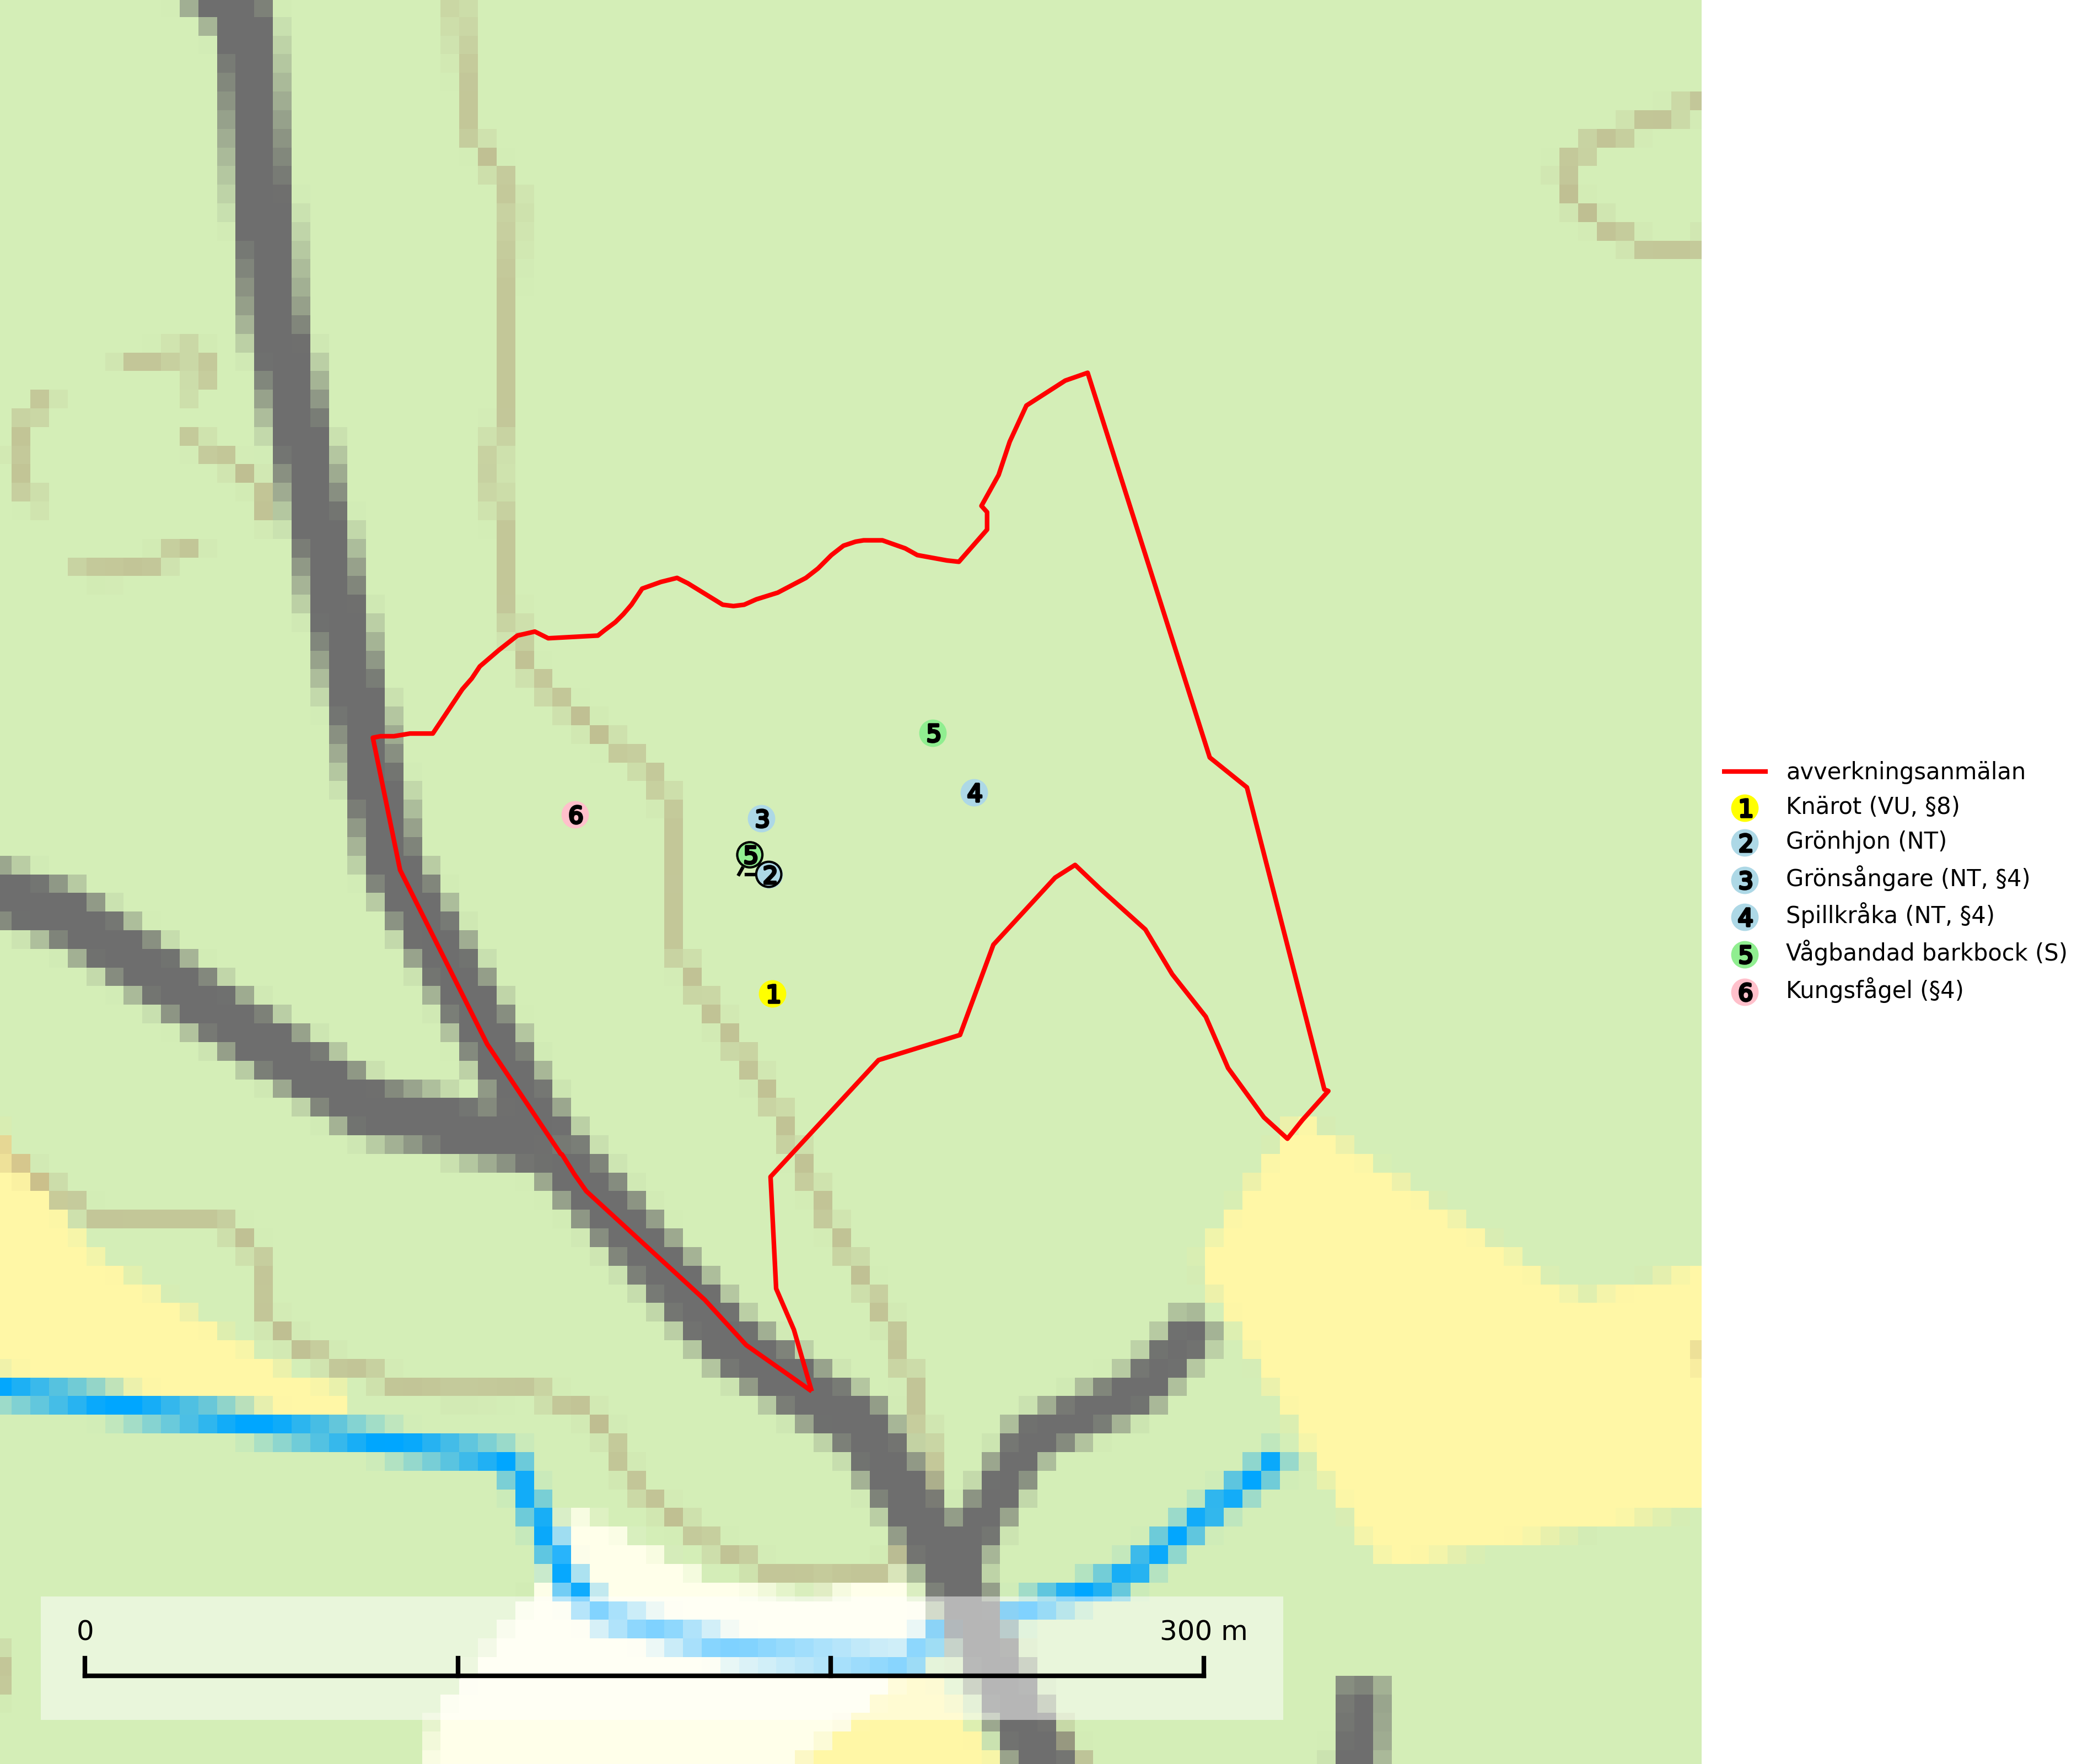 5
4
3
6
5
2
1
0
300 m
avverkningsanmälan
1 Knärot (VU, §8)
2 Grönhjon (NT)
3 Grönsångare (NT, §4)
4 Spillkråka (NT, §4)
5 Vågbandad barkbock (S)
6 Kungsfågel (§4)